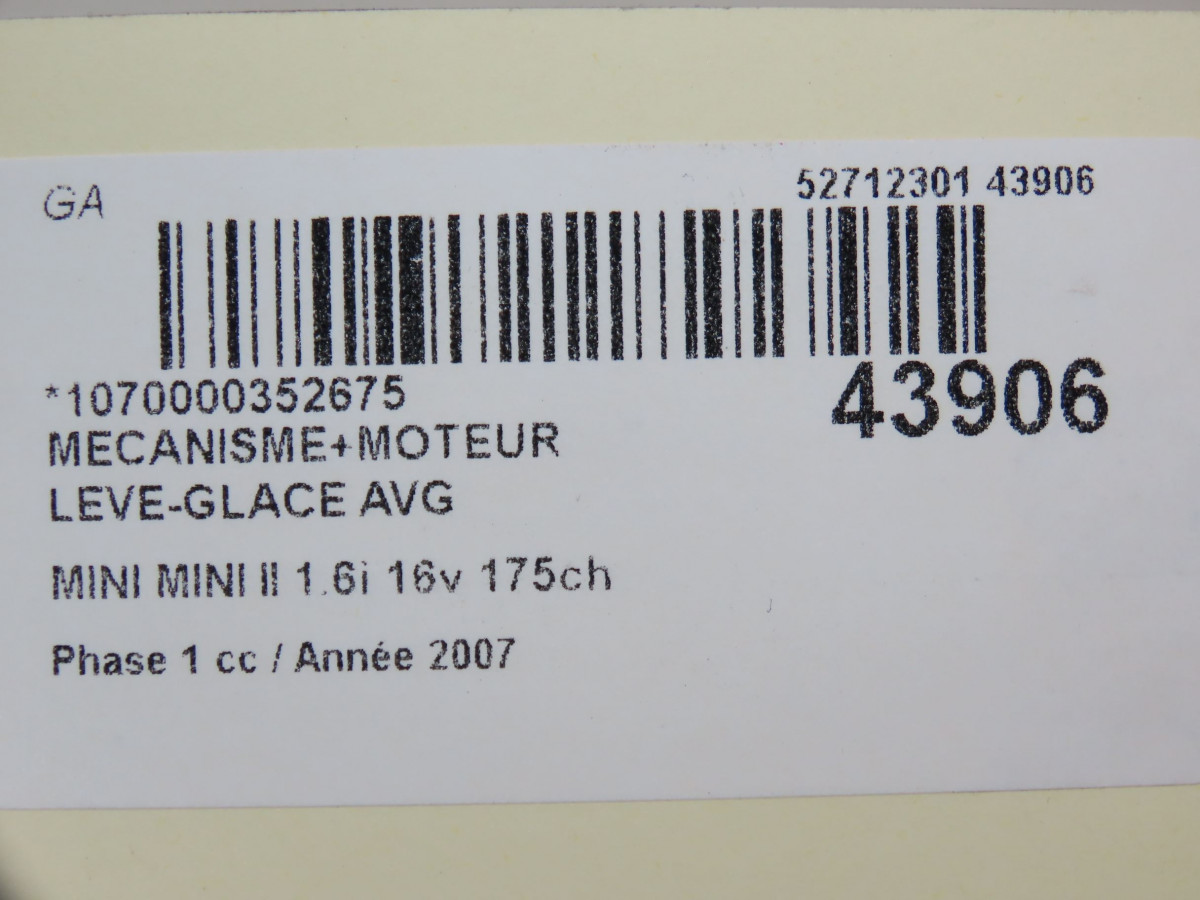 GA
52712301 43906
*1070000352675
43906
MECANISME+MOTEUR
LEVE-GLACE AVG
MINI MINI II 1.6i 16v 175ch
Phase 1 cc / Année 2007